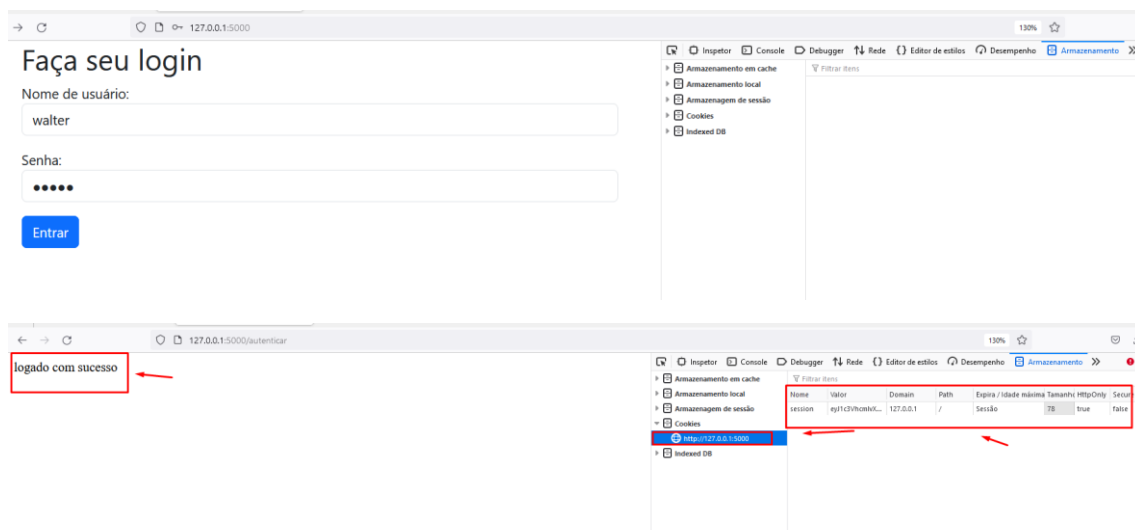 127.0.0.1:5000
130%
Faça seu login
Inspetor Console Debugger Rede Editor de estilos Desempenho Armazenamento
Armazenamento em cache
Filtrar itens
Armazenamento local
Armazenagem de sessão
Cookies
Indexed DB
Nome de usuário:
walter
Senha:
Entrar
127.0.0.1:5000/autenticar
130%
logado com sucesso
Inspetor Console Debugger Rede Editor de estilos Desempenho Armazenamento
Armazenamento em cache
Filtrar itens
Armazenamento local
Nome Valor Domain Path Expira / Idade máxima Tamanho HttpOnly
Armazenagem de sessão
session 127.0.0.1 / Sessão 78 true false
Cookies
http://127.0.0.1:5000
Indexed DB